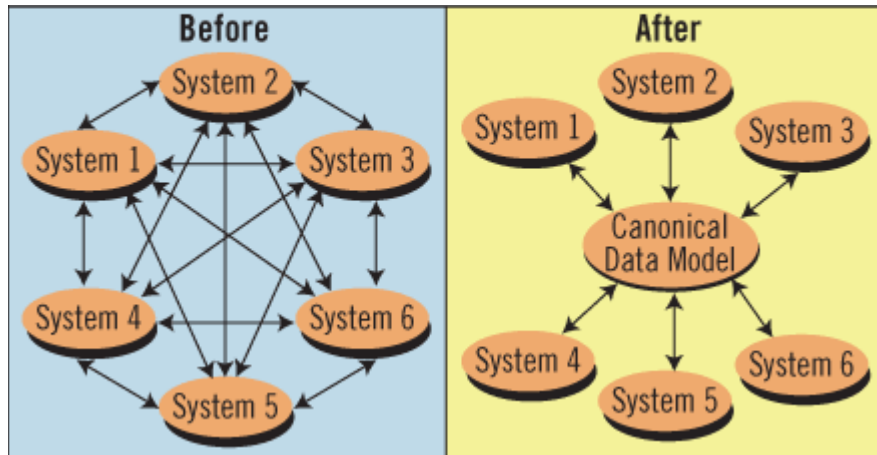 Before
System 2
System 1
System 3
System 4
System 6
System 5
After
System 2
System 1
System 3
Canonical
Data Model
System 4
System 6
System 5